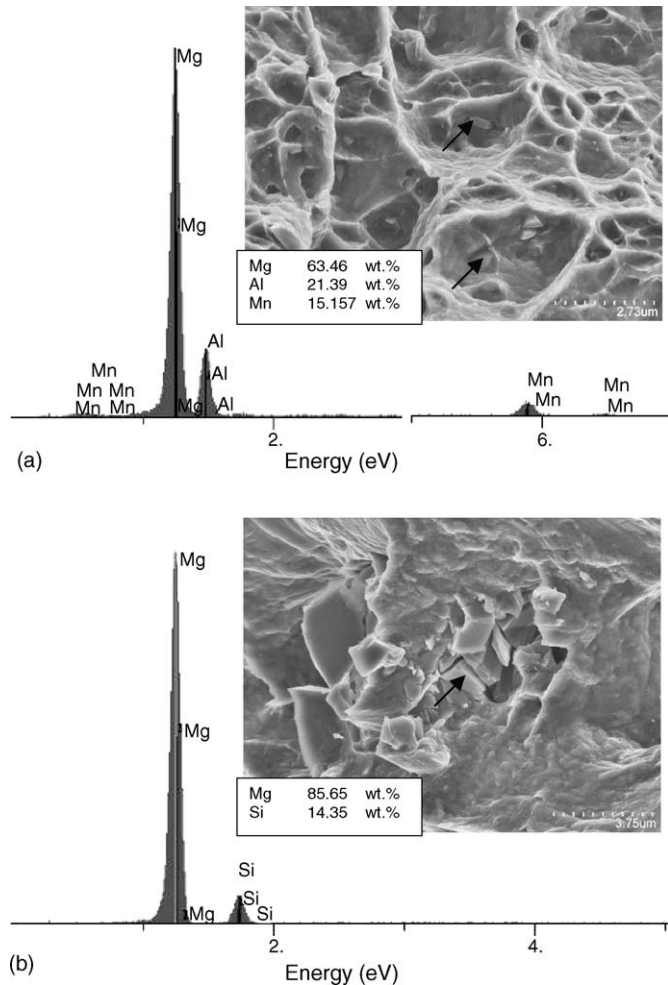 Mg
Mg
Mg 63.46 wt.%
Al 21.39 wt.%
Mn 15.157 wt.%
2.73um
Al
Mn
Al
Mn Mn
Mn Mn
Mg Al
Mn
Mn
Mn
Mn
2.
6.
(a)
Energy (eV)
Mg
Mg
Mg 85.65 wt.%
Si 14.35 wt.%
3.75um
Si
Si
Mg
Si
2.
4.
(b)
Energy (eV)